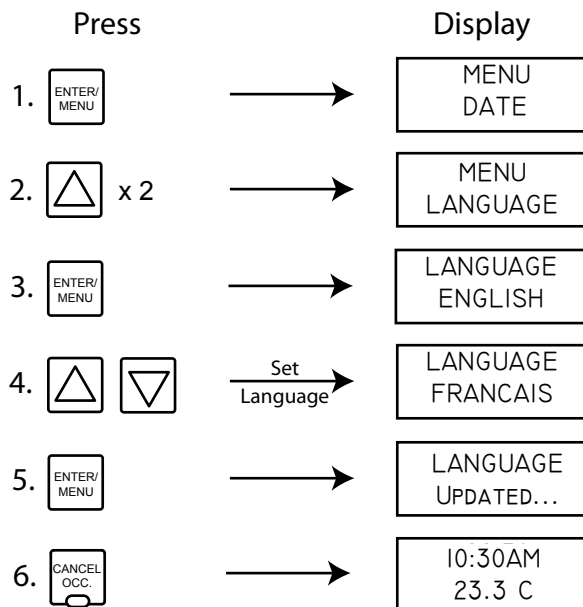 Press
Display
1. ENTER/
MENU
MENU
DATE
2. x 2
MENU
LANGUAGE
3. ENTER/
MENU
LANGUAGE
ENGLISH
4. Set
Language
LANGUAGE
FRANCAIS
5. ENTER/
MENU
LANGUAGE
UPDATED...
6. CANCEL
OCC.
10:30AM
23.3 C